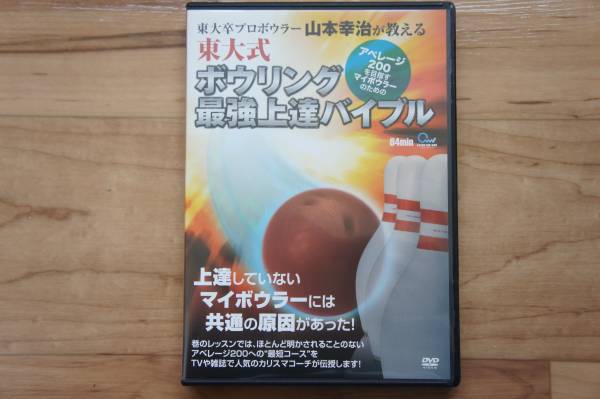 東大卒プロボウラー 山本幸治が教える
東大式
ボウリング
最強上達バイブル
アベレージ
200
を目指す
マイボウラー
のための
84min
上達していない
マイボウラーには
共通の原因があった!
巷のレッスンでは、ほとんど明かされることのない
アベレージ200への"最短コース"を
TVや雑誌で人気のカリスマコーチが伝授します!
DVD
VIDEO